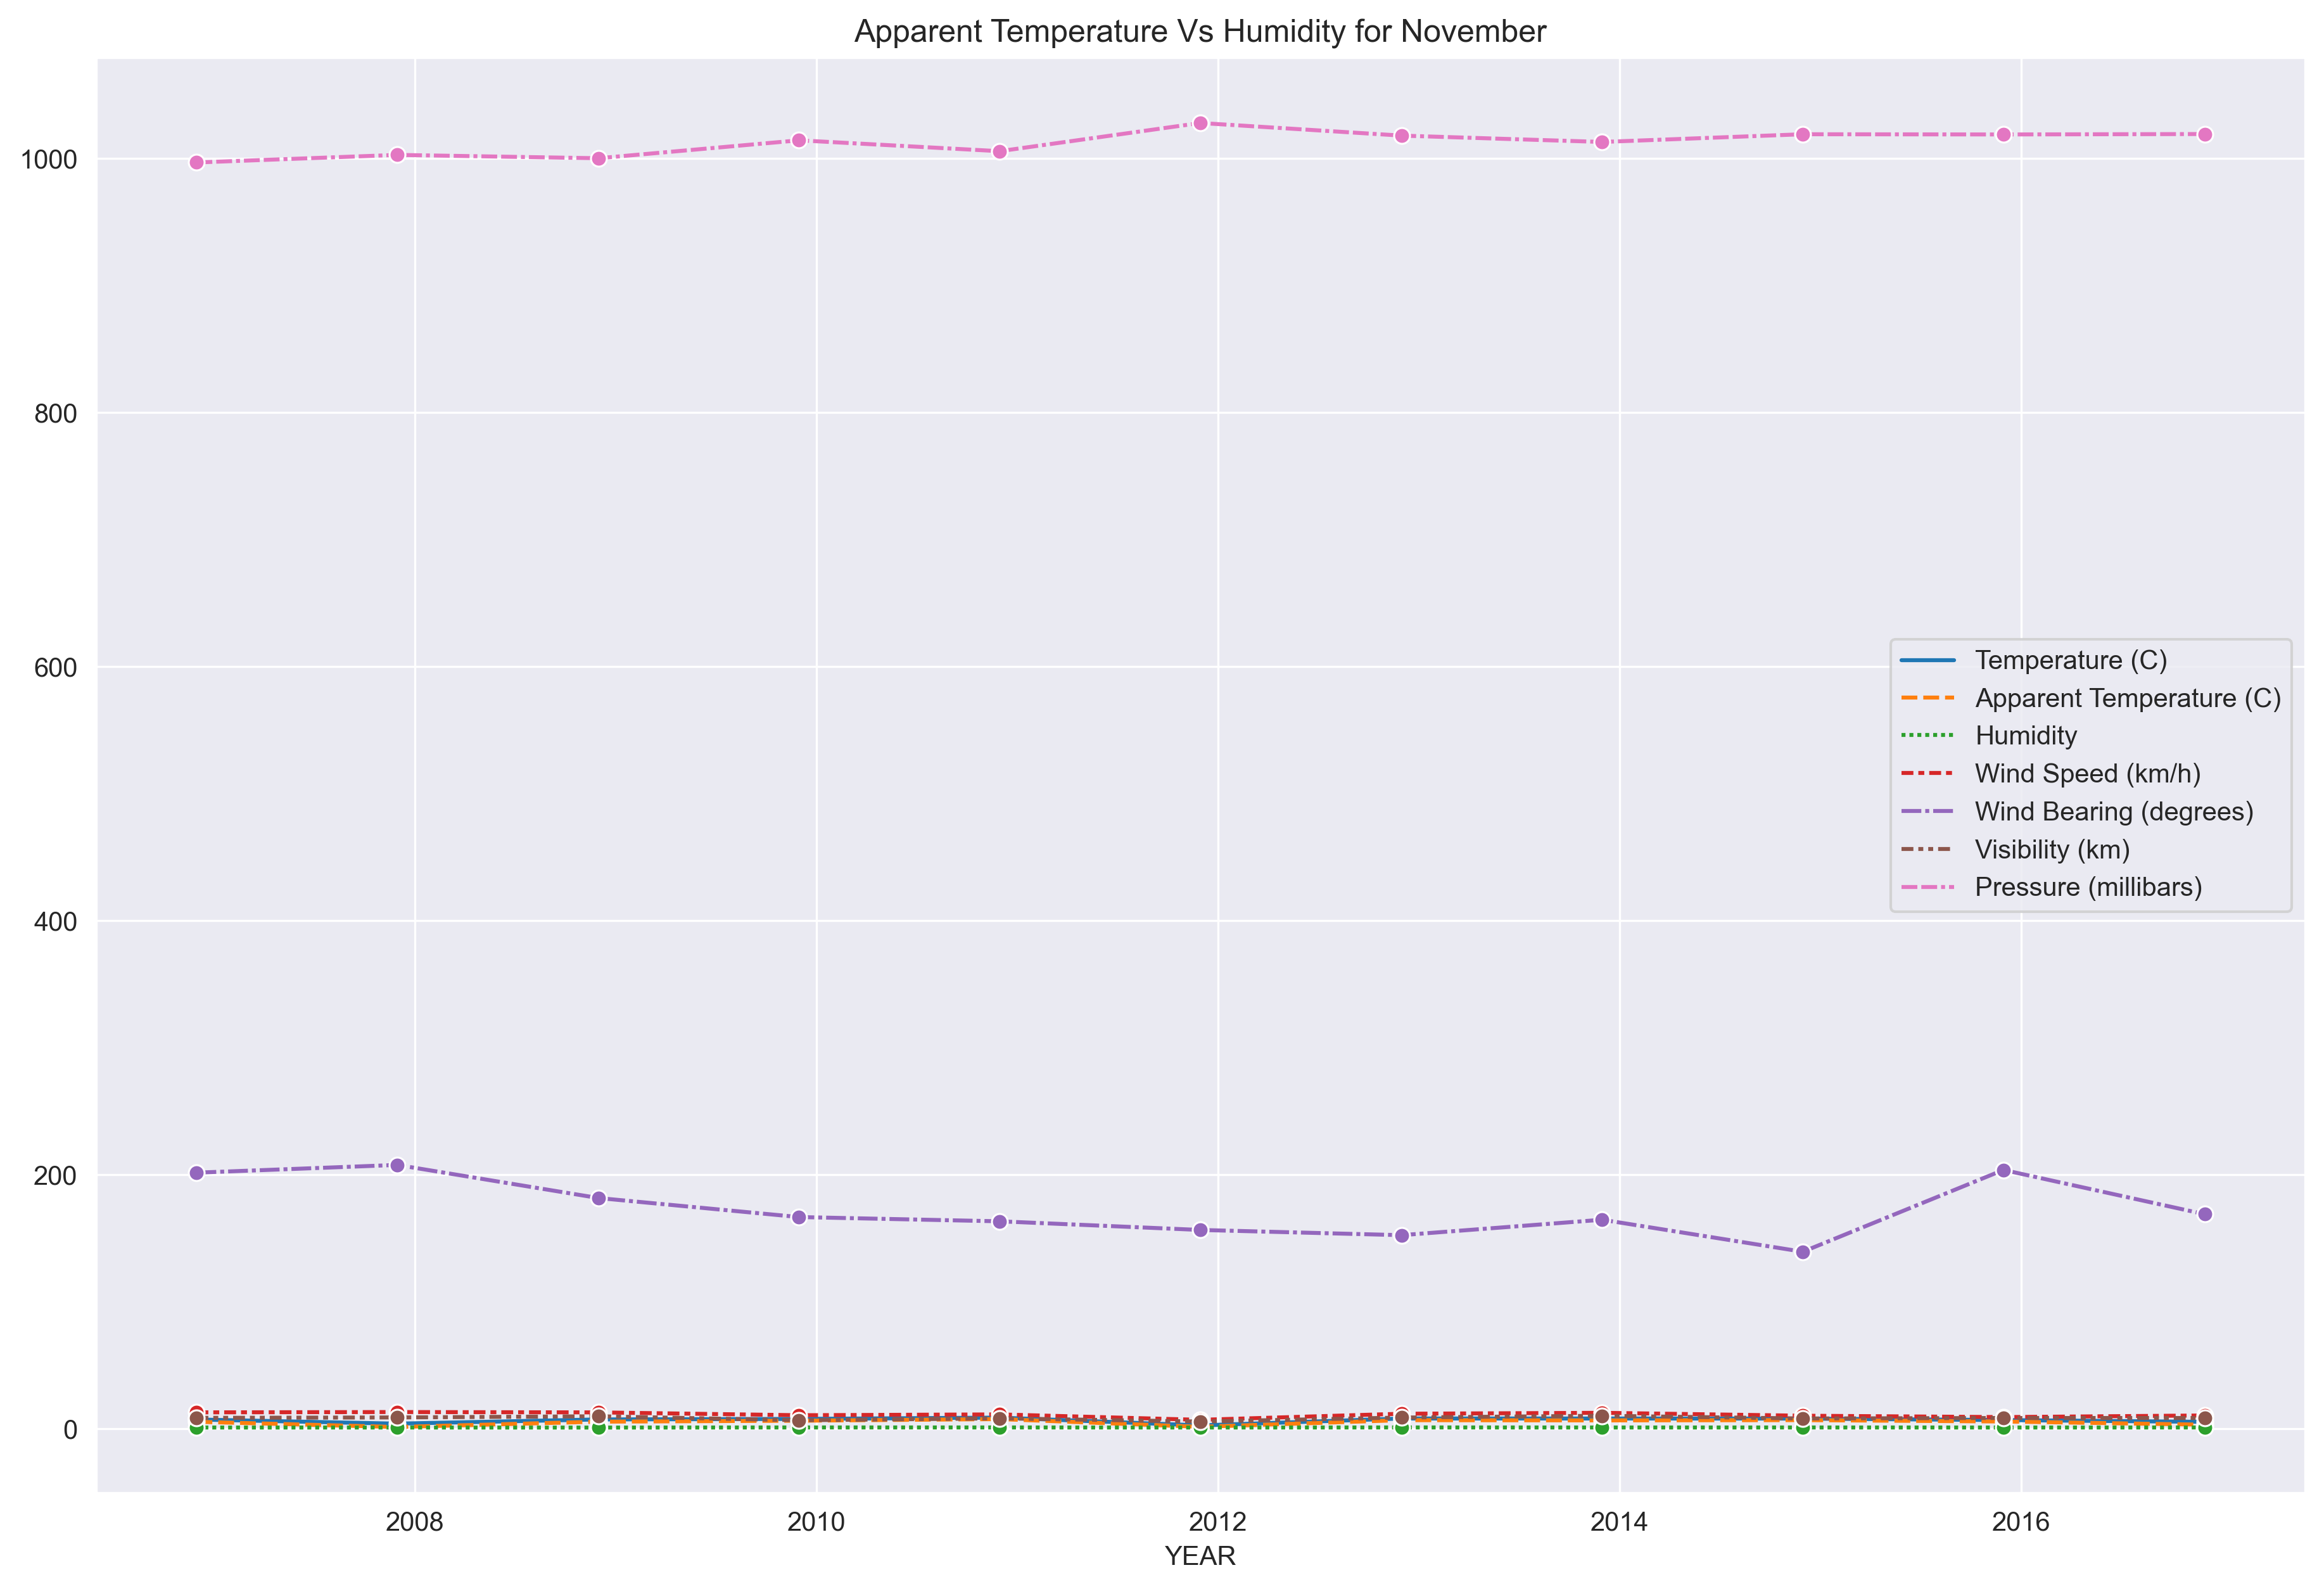 Apparent Temperature Vs Humidity for November
1000
800
600
400
200
0
Temperature (C)
Apparent Temperature (C)
Humidity
Wind Speed (km/h)
Wind Bearing (degrees)
Visibility (km)
Pressure (millibars)
2008 2010 2012 2014 2016
YEAR